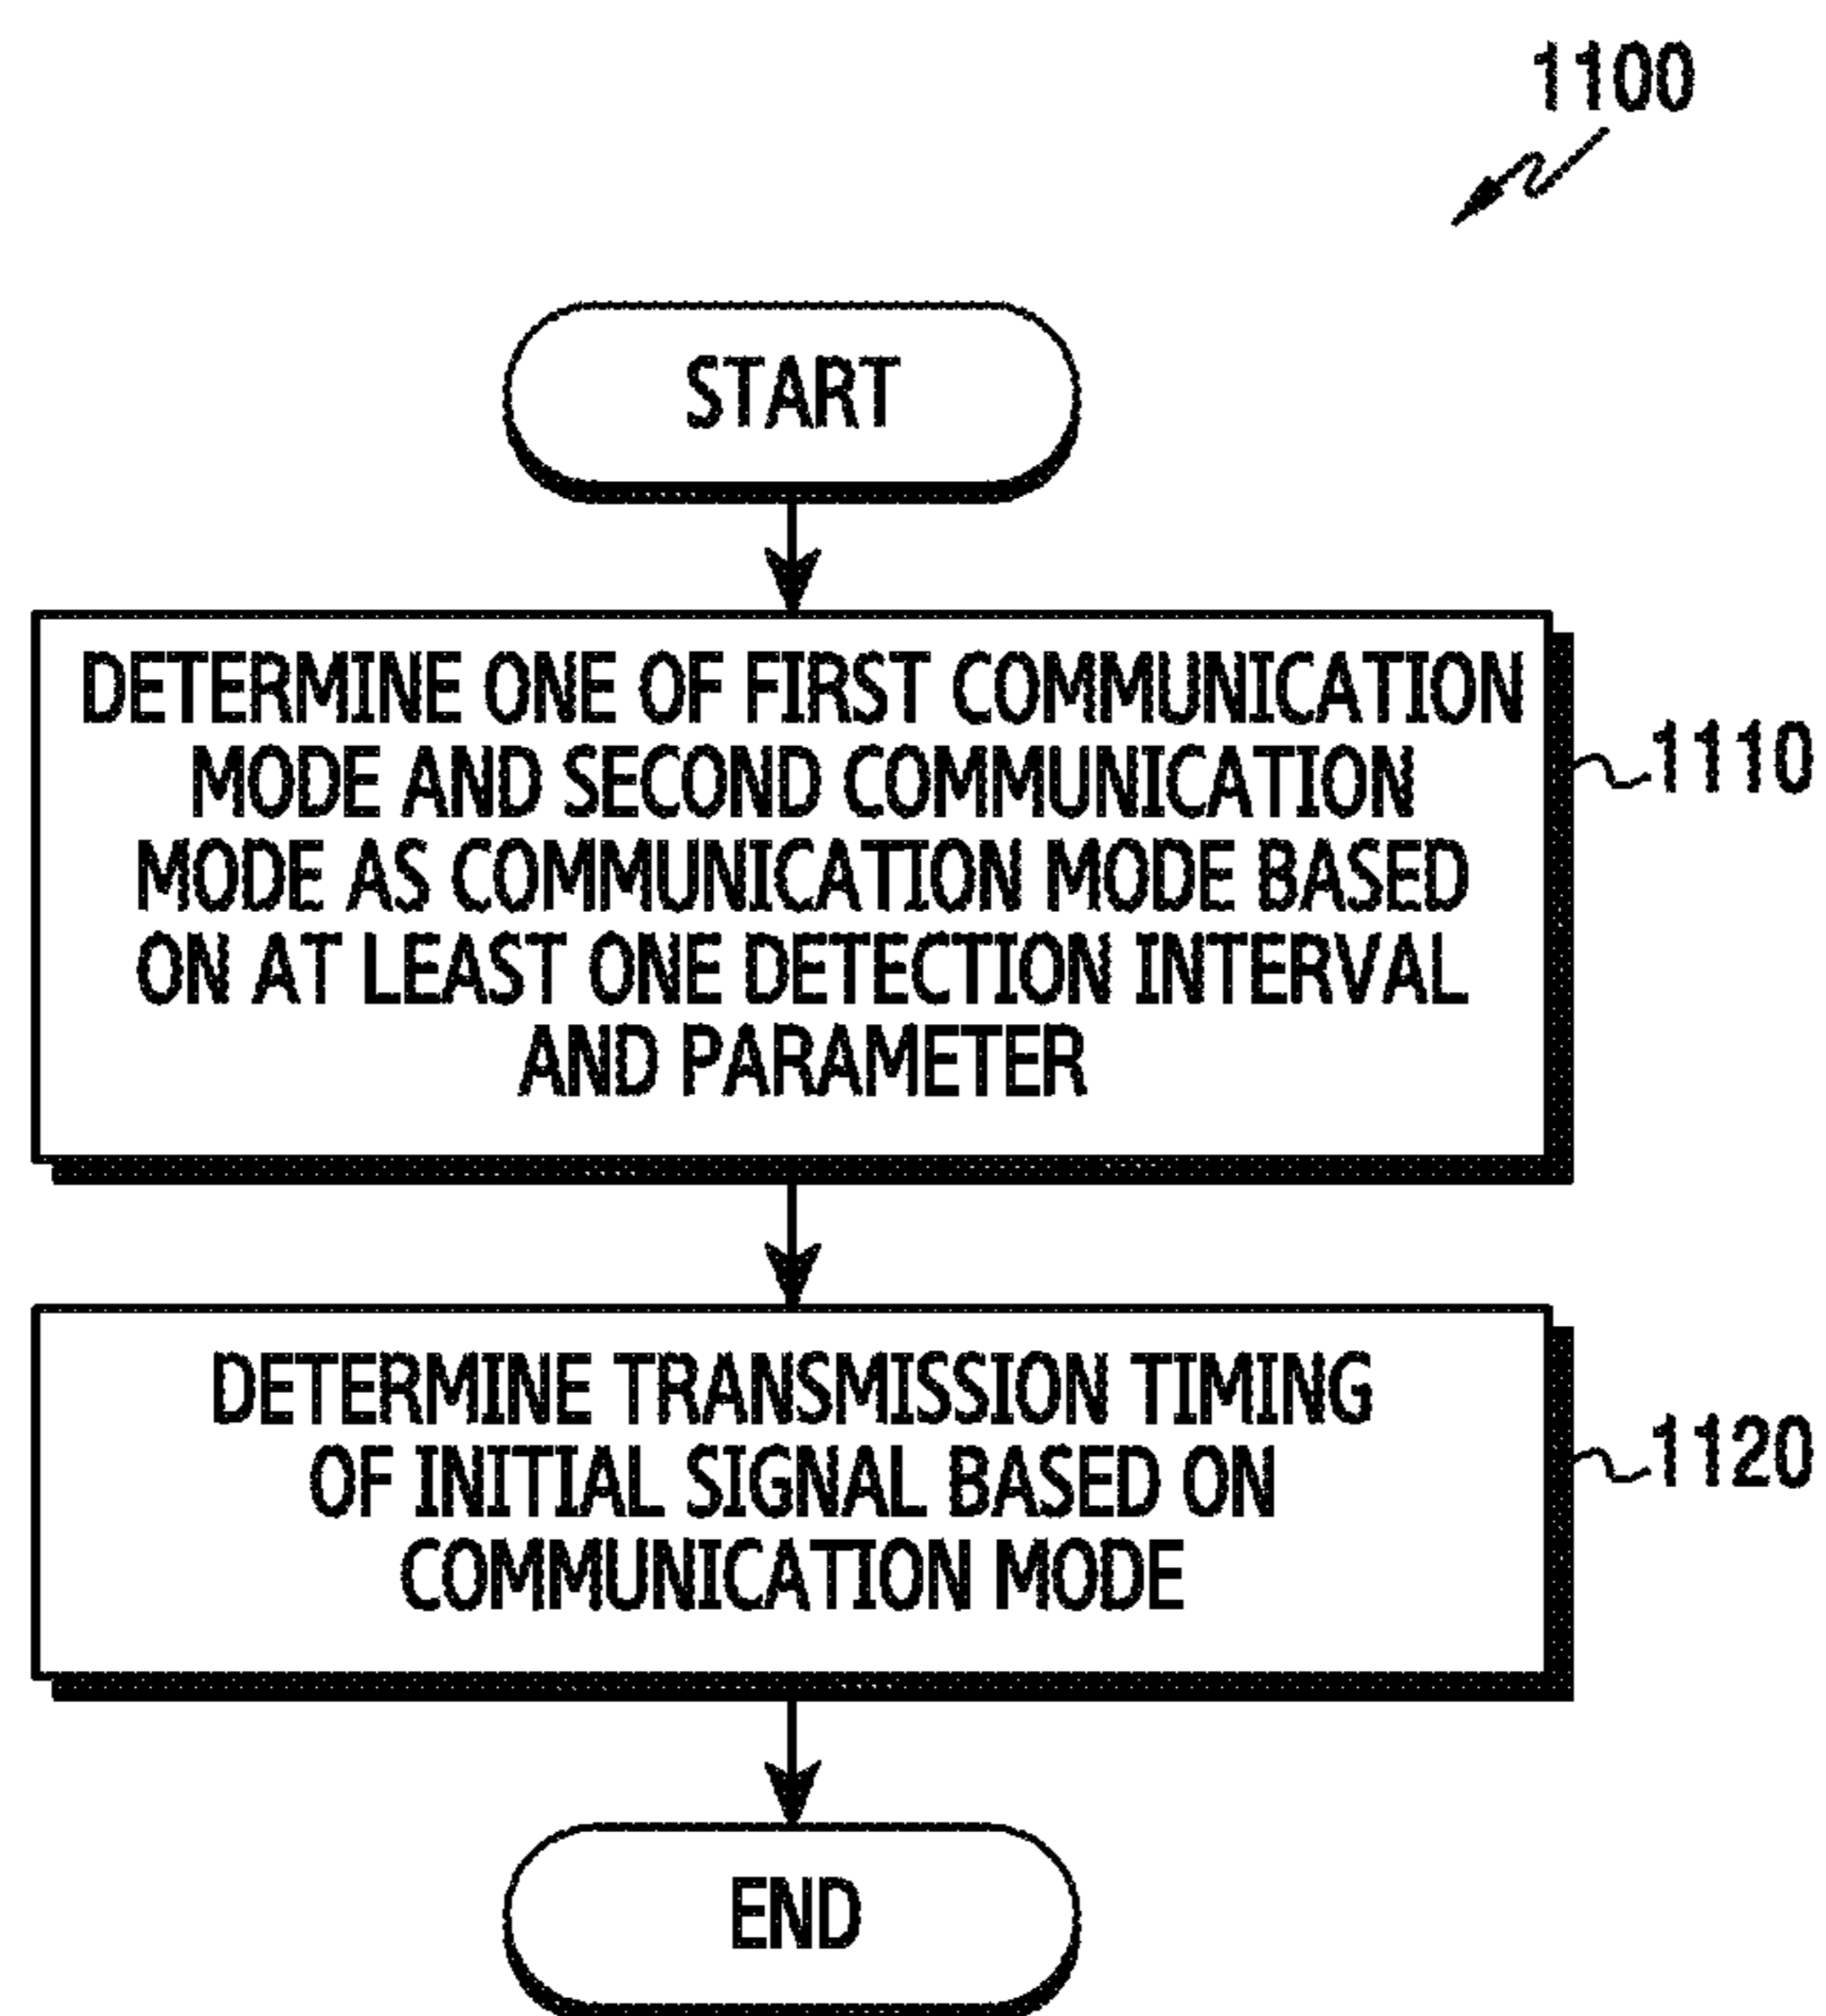 1100
START
DETERMINE ONE OF FIRST COMMUNICATION
MODE AND SECOND COMMUNICATION
MODE AS COMMUNICATION MODE BASED
ON AT LEAST ONE DETECTION INTERVAL
AND PARAMETER
1110
DETERMINE TRANSMISSION TIMING
OF INITIAL SIGNAL BASED ON
COMMUNICATION MODE
1120
END